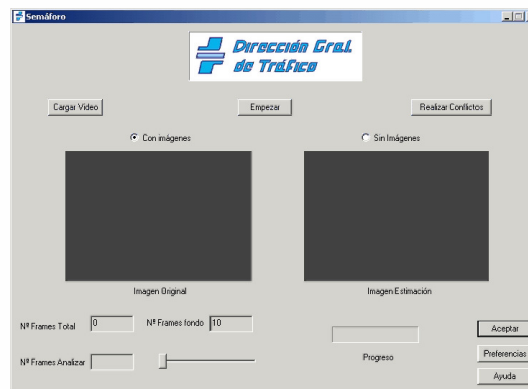 Semáforo
Dirección Gral.
de Tráfico
Cargar Video
Empezar
Realizar Conflictos
Con imágenes
Sin Imágenes
Imagen Original
Imagen Estimación
Nº Frames Total
0
Nº Frames fondo
10
Nº Frames Analizar
Progreso
Aceptar
Preferencias
Ayuda